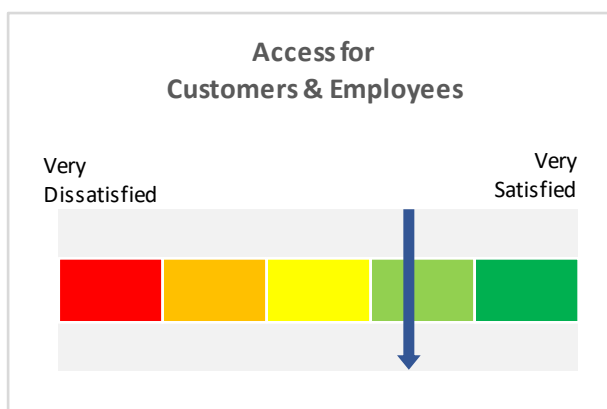 Access for
Customers & Employees
Very
Dissatisfied
Very
Satisfied